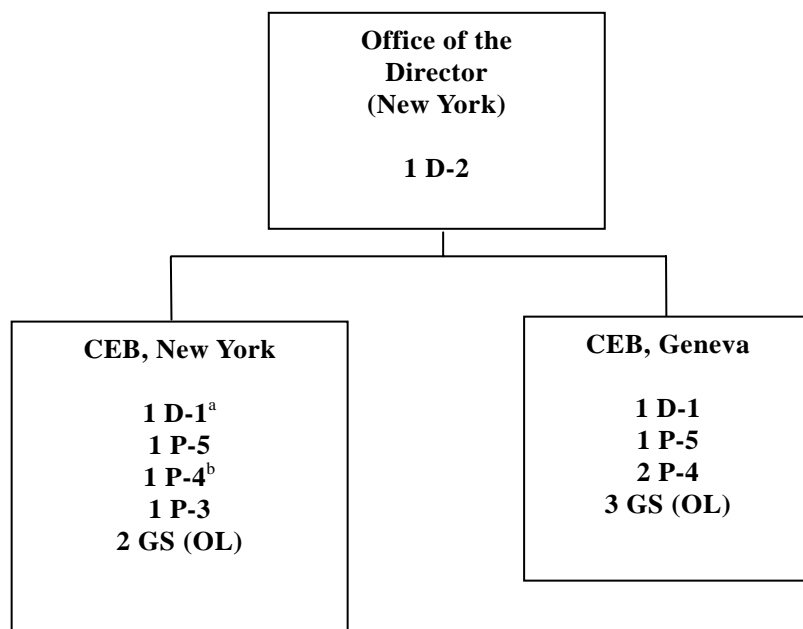 Office of the
Director
(New York)
1 D-2
CEB, New York
1 D-1ᵃ
1 P-5
1 P-4ᵇ
1 P-3
2 GS (OL)
CEB, Geneva
1 D-1
1 P-5
2 P-4
3 GS (OL)